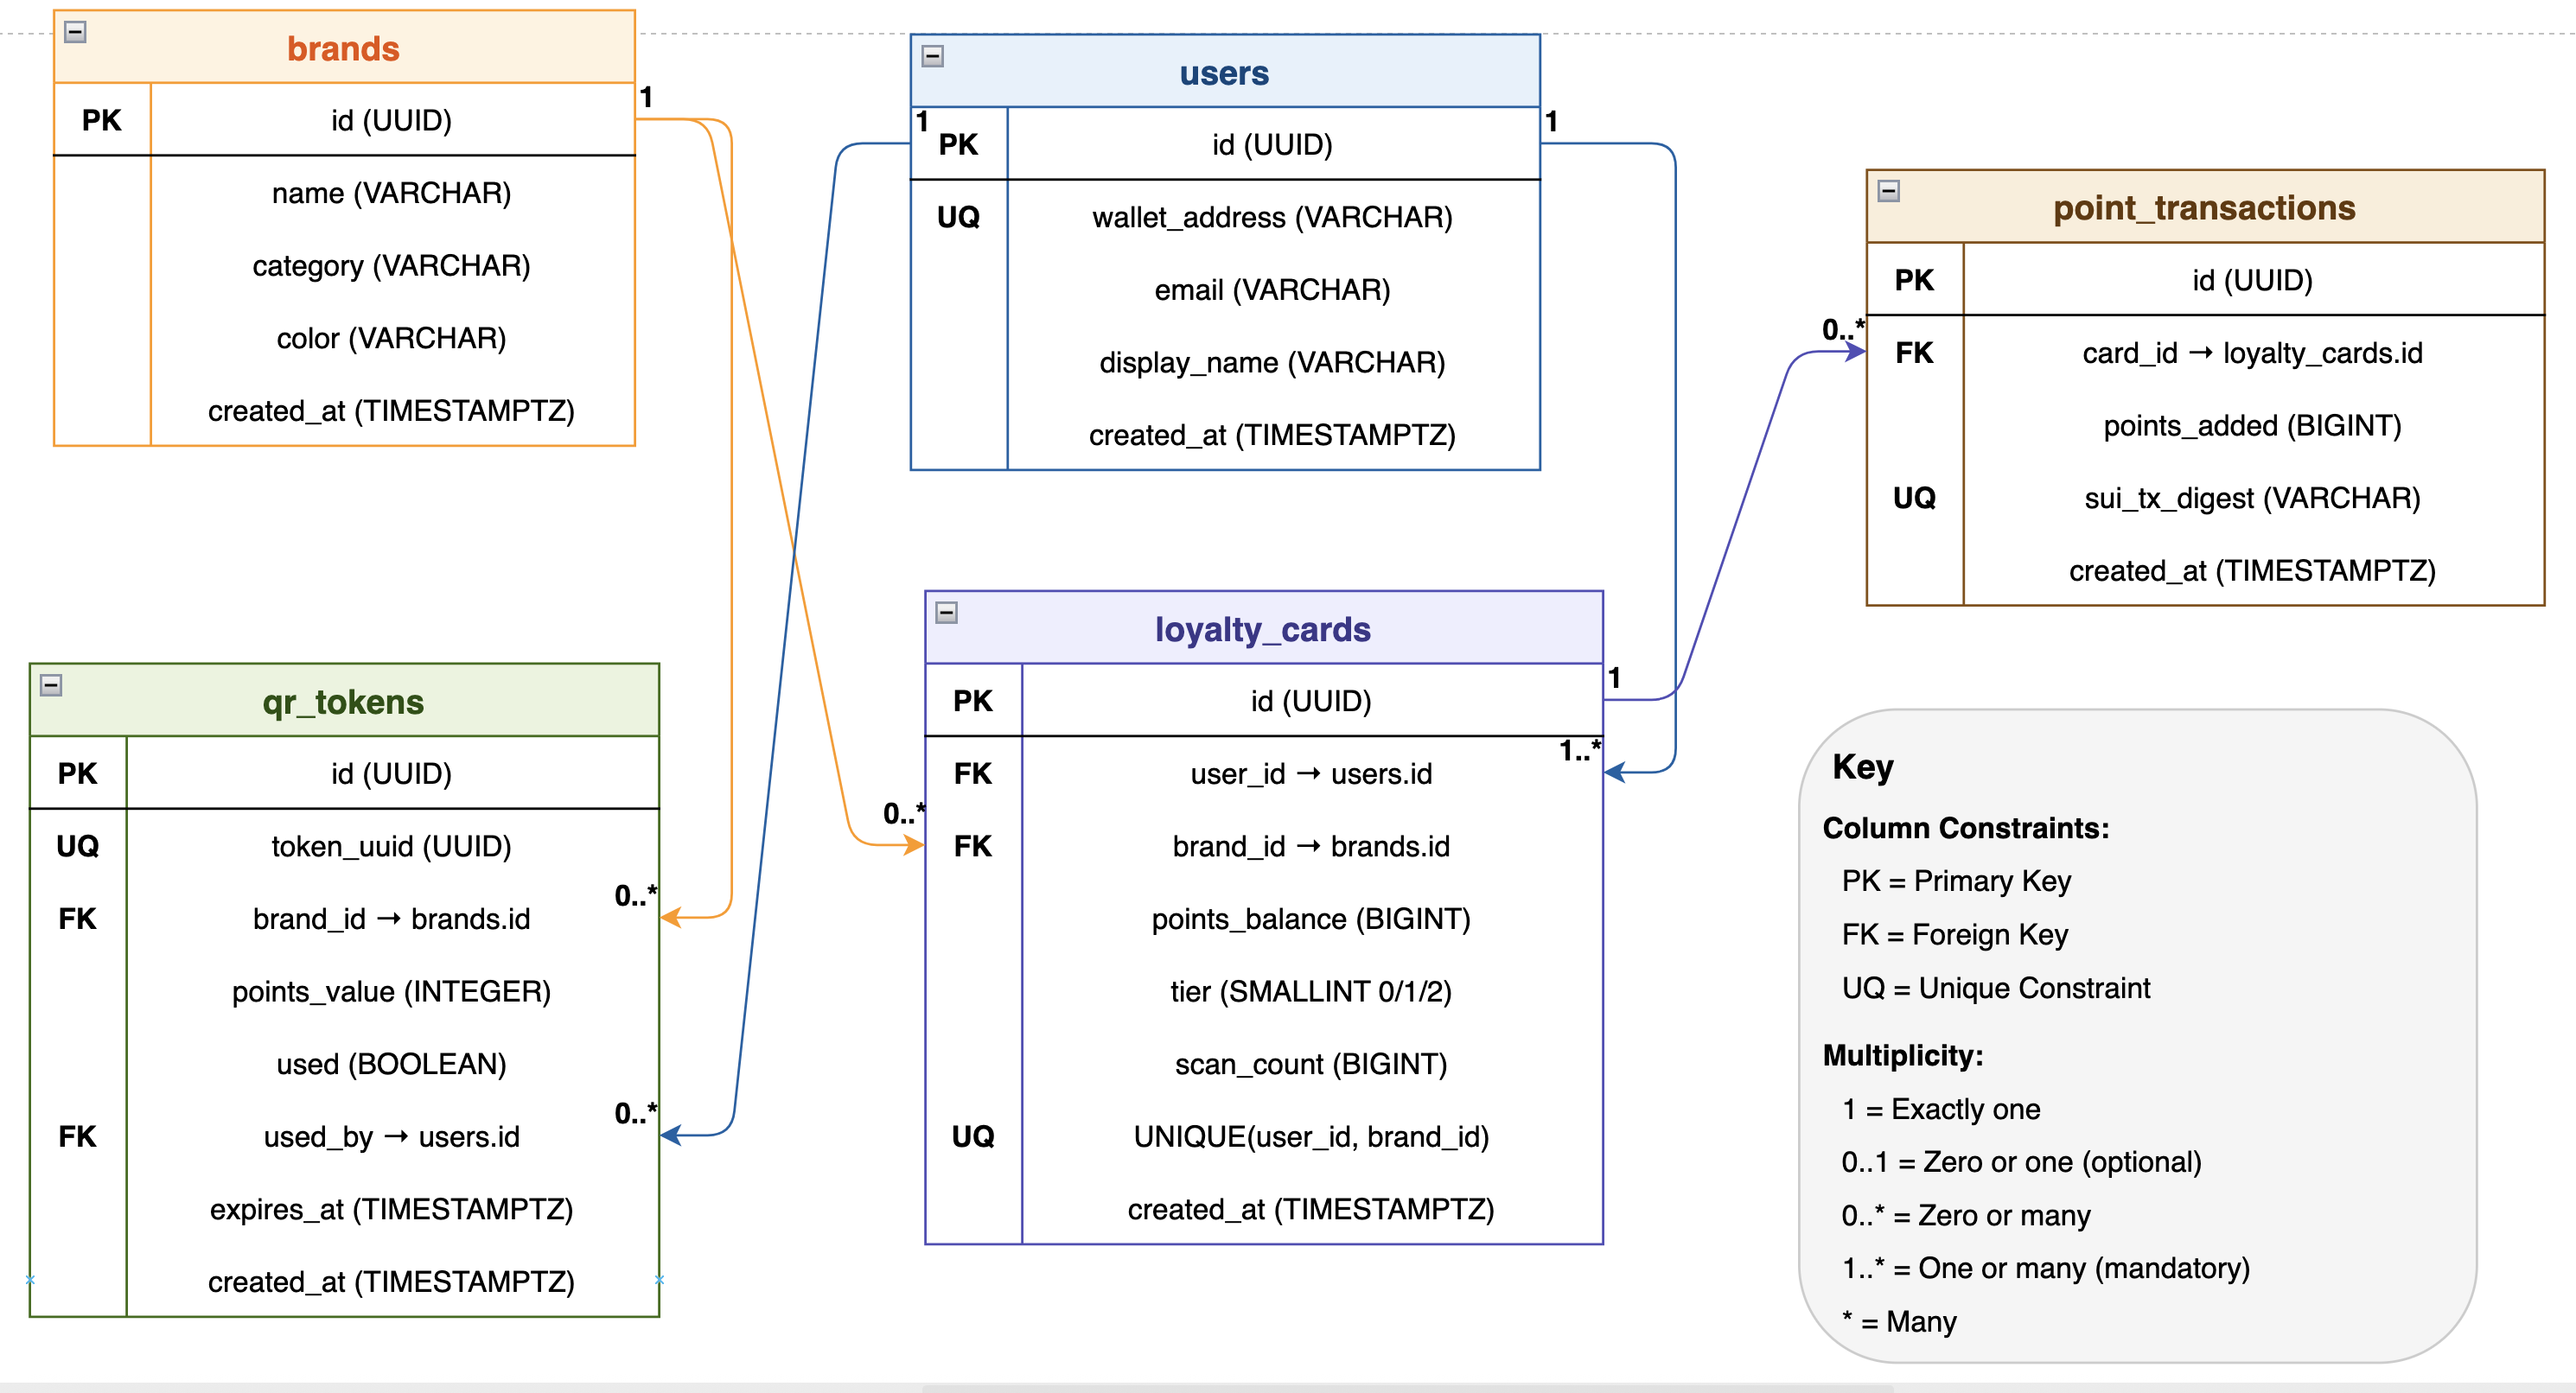 brands
1
PK id (UUID)
name (VARCHAR)
category (VARCHAR)
color (VARCHAR)
created_at (TIMESTAMPTZ)
users
1 1
PK id (UUID)
UQ wallet_address (VARCHAR)
email (VARCHAR)
display_name (VARCHAR)
created_at (TIMESTAMPTZ)
point_transactions
PK id (UUID)
0..*
FK card_id → loyalty_cards.id
points_added (BIGINT)
UQ sui_tx_digest (VARCHAR)
created_at (TIMESTAMPTZ)
qr_tokens
PK id (UUID)
UQ token_uuid (UUID)
0..*
FK brand_id → brands.id
points_value (INTEGER)
used (BOOLEAN)
0..*
FK used_by → users.id
expires_at (TIMESTAMPTZ)
created_at (TIMESTAMPTZ)
loyalty_cards
1
PK id (UUID)
1..*
FK user_id → users.id
0..*
FK brand_id → brands.id
points_balance (BIGINT)
tier (SMALLINT 0/1/2)
scan_count (BIGINT)
UQ UNIQUE(user_id, brand_id)
created_at (TIMESTAMPTZ)
Key
Column Constraints:
PK = Primary Key
FK = Foreign Key
UQ = Unique Constraint
Multiplicity:
1 = Exactly one
0..1 = Zero or one (optional)
0..* = Zero or many
1..* = One or many (mandatory)
* = Many